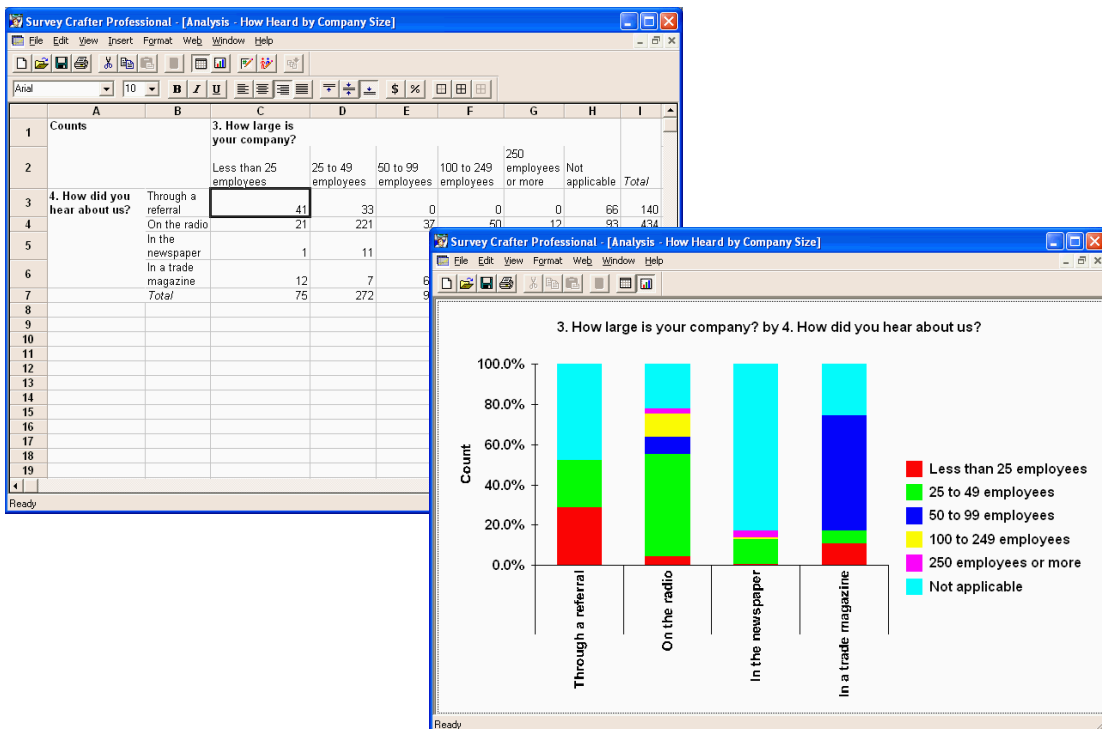 Survey Crafter Professional - [Analysis - How Heard by Company Size]
File Edit View Insert Format Web Window Help
Arial 10 B I U $ %
A B C D E F G H I
1 Counts 3. How large is
your company?
250
2 Less than 25 25 to 49 50 to 99 100 to 249 employees Not
employees employees employees employees or more applicable Total
3 4. How did you Through a
hear about us? referral 41 33 0 0 0 66 140
4 On the radio 21 221 37 50 12 93 434
5 In the
newspaper 1 11
6 In a trade
magazine 12 7 6
7 Total 75 272 9
8
9
10
11
12
13
14
15
16
17
18
19
Ready
Survey Crafter Professional - [Analysis - How Heard by Company Size]
File Edit View Format Web Window Help
3. How large is your company? by 4. How did you hear about us?
100.0%
80.0%
60.0%
40.0%
20.0%
0.0%
Count
Through a referral
On the radio
In the newspaper
In a trade magazine
Less than 25 employees
25 to 49 employees
50 to 99 employees
100 to 249 employees
250 employees or more
Not applicable
Ready